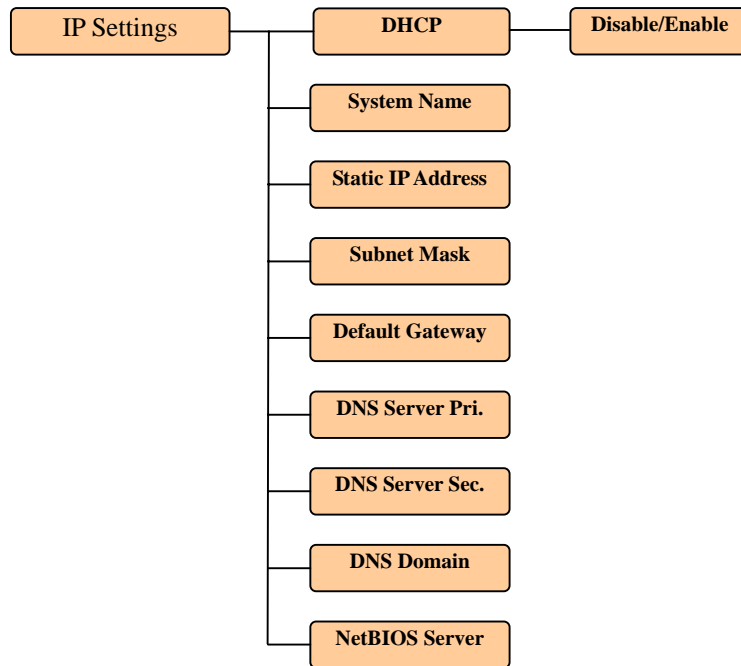 IP Settings
DHCP
Disable/Enable
System Name
Static IP Address
Subnet Mask
Default Gateway
DNS Server Pri.
DNS Server Sec.
DNS Domain
NetBIOS Server